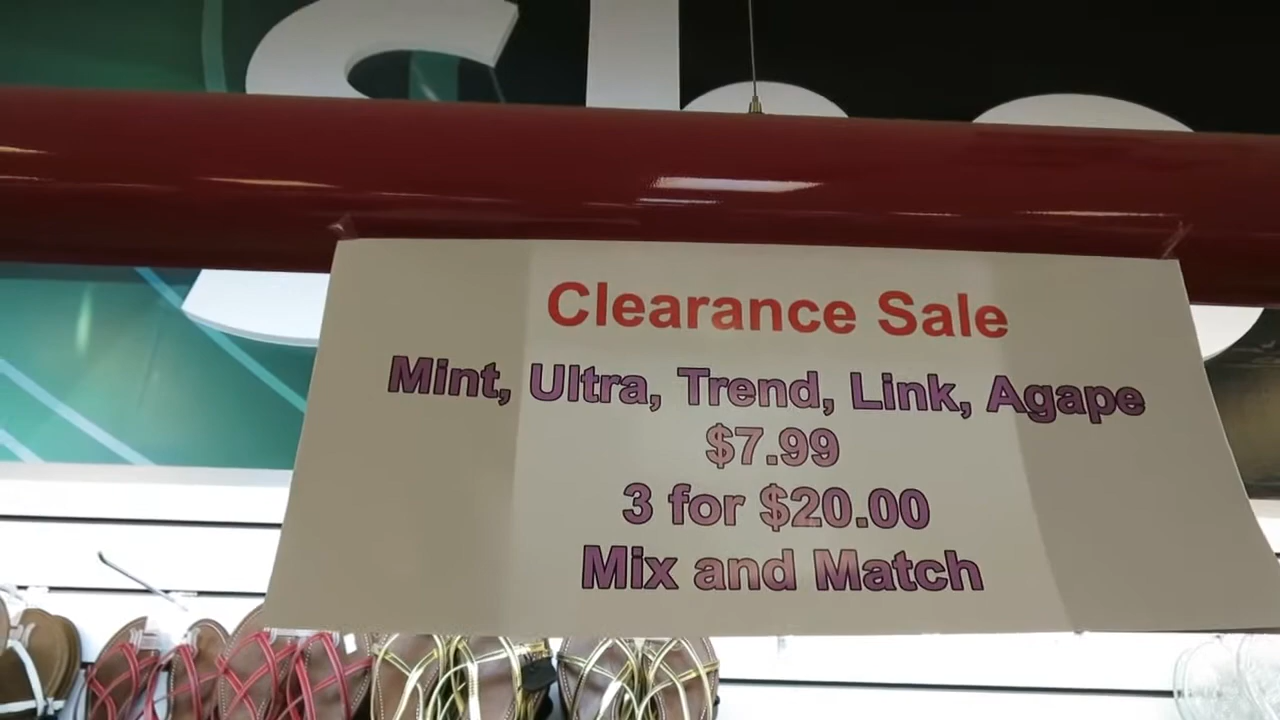 Clearance Sale
Mint, Ultra, Trend, Link, Agape
$7.99
3 for $20.00
Mix and Match